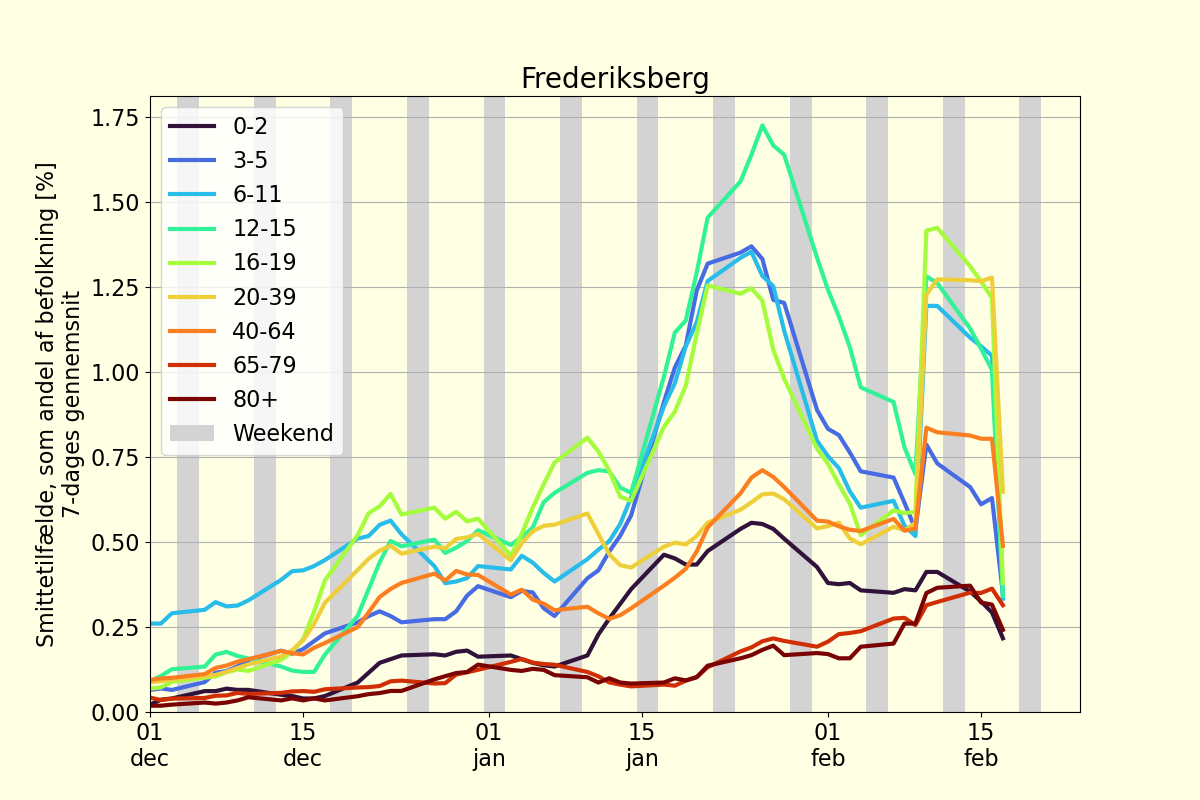 Frederiksberg
Smittetilfælde, som andel af befolkning [%]
7-dages gennemsnit
1.75
1.50
1.25
1.00
0.75
0.50
0.25
0.00
0-2
3-5
6-11
12-15
16-19
20-39
40-64
65-79
80+
Weekend
01 15 01 15 01 15
dec dec jan jan feb feb